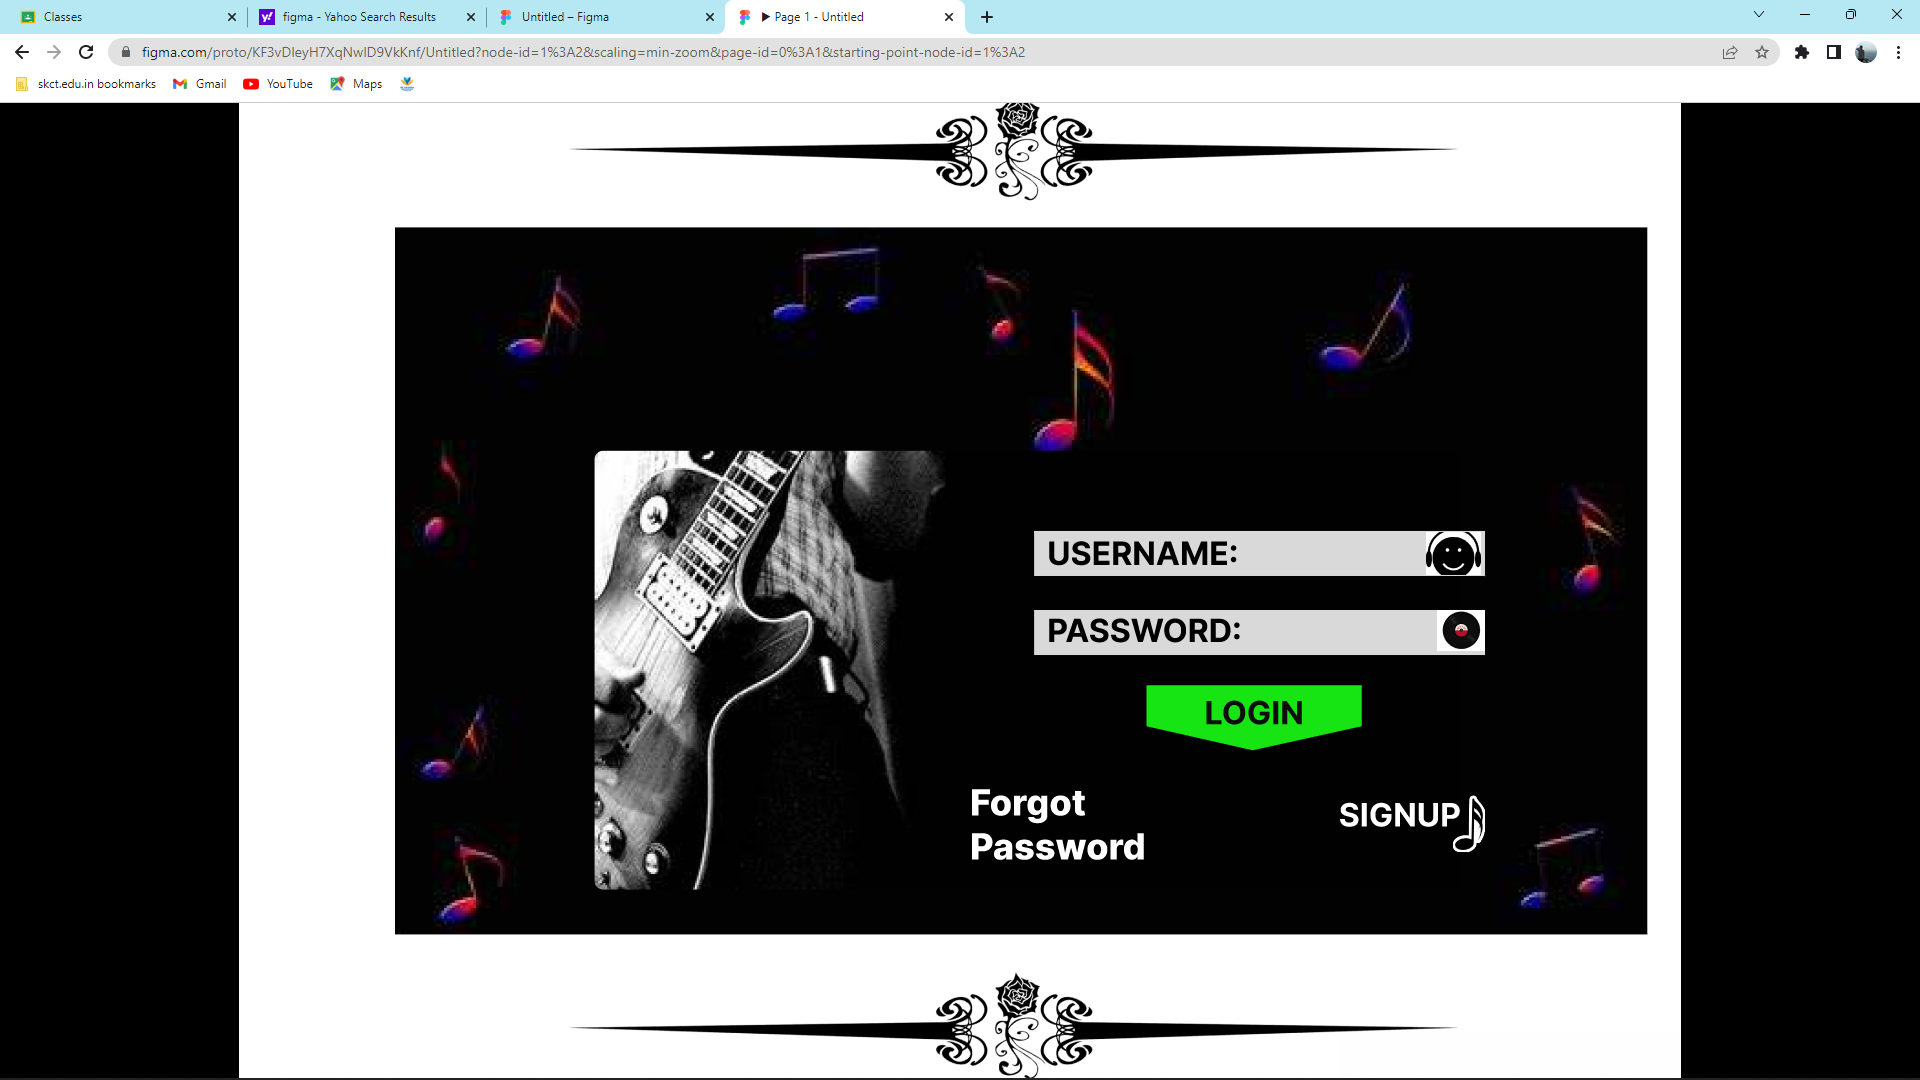 Classes
figma - Yahoo Search Results
Untitled – Figma
Page 1 - Untitled
figma.com/proto/KF3vDleyH7XqNwlD9VkKnf/Untitled?node-id=1%3A2&scaling=min-zoom&page-id=0%3A1&starting-point-node-id=1%3A2
skct.edu.in bookmarks
Gmail
YouTube
Maps
USERNAME:
PASSWORD:
LOGIN
Forgot
Password
SIGNUP